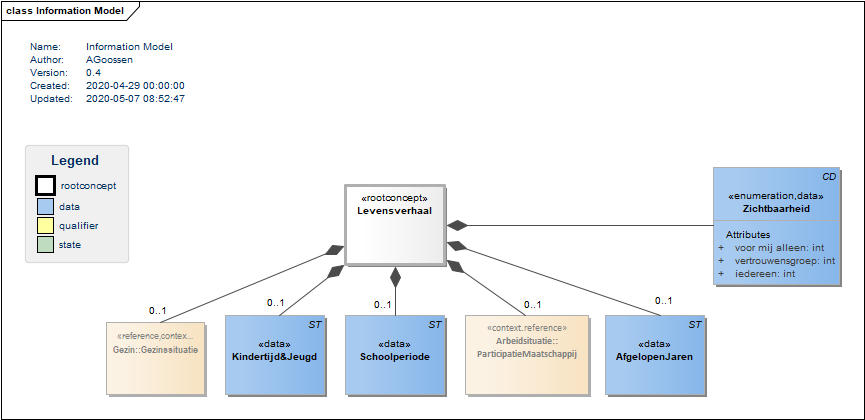 class Information Model
Name: Information Model
Author: AGoossen
Version: 0.4
Created: 2020-04-29 00:00:00
Updated: 2020-05-07 08:52:47
Legend
rootconcept
data
qualifier
state
«rootconcept»
Levensverhaal
CD
«enumeration,data»
Zichtbaarheid
Attributes
+ voor mij alleen: int
+ vertrouwensgroep: int
+ iedereen: int
0..1
0..1
0..1
0..1
0..1
«reference,contex...
Gezin::Gezinssituatie
ST
«data»
Kindertijd&Jeugd
ST
«data»
Schoolperiode
«context.reference»
Arbeidsituatie::
ParticipatieMaatschappij
ST
«data»
AfgelopenJaren